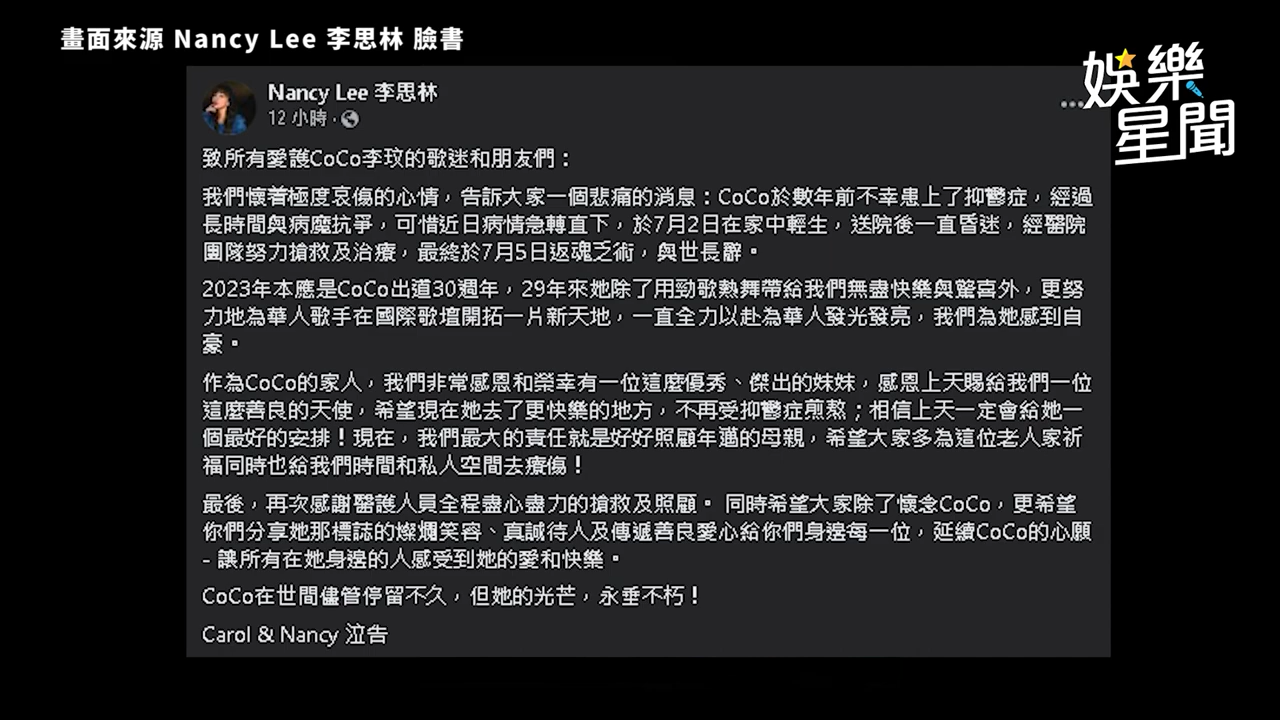 畫面來源 Nancy Lee 李思林 臉書
娛樂
星聞
Nancy Lee 李思林
12 小時 ·
致所有愛護CoCo李玟的歌迷和朋友們：
我們懷着極度哀傷的心情，告訴大家一個悲痛的消息：CoCo於數年前不幸患上了抑鬱症，經過
長時間與病魔抗爭，可惜近日病情急轉直下，於7月2日在家中輕生，送院後一直昏迷，經醫院
團隊努力搶救及治療，最終於7月5日返魂乏術，與世長辭。
2023年本應是CoCo出道30週年，29年來她除了用勁歌熱舞帶給我們無盡快樂與驚喜外，更努
力地為華人歌手在國際歌壇開拓一片新天地，一直全力以赴為華人發光發亮，我們為她感到自
豪。
作為CoCo的家人，我們非常感恩和榮幸有一位這麼優秀、傑出的妹妹，感恩上天賜給我們一位
這麼善良的天使，希望現在她去了更快樂的地方，不再受抑鬱症煎熬；相信上天一定會給她一
個最好的安排！現在，我們最大的責任就是好好照顧年邁的母親，希望大家多為這位老人家祈
福同時也給我們時間和私人空間去療傷！
最後，再次感謝醫護人員全程盡心盡力的搶救及照顧。 同時希望大家除了懷念CoCo，更希望
你們分享她那標誌的燦爛笑容、真誠待人及傳遞善良愛心給你們身邊每一位，延續CoCo的心願
- 讓所有在她身邊的人感受到她的愛和快樂。
CoCo在世間儘管停留不久，但她的光芒，永垂不朽！
Carol & Nancy 泣告